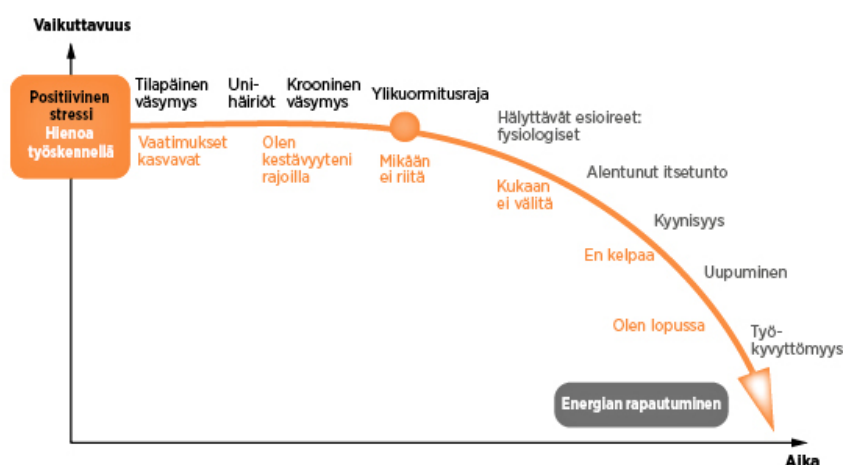 Vaikuttavuus
Positiivinen
stressi
Hienoa
työskennellä
Tilapäinen
väsymys
Uni-
häiriöt
Krooninen
väsymys
Ylikuormitusraja
Vaatimukset
kasvavat
Olen
kestävyyteni
rajoilla
Mikään
ei riitä
Hälyttävät esioireet:
fysiologiset
Kukaan
ei välitä
Alentunut itsetunto
Kyynisyys
En kelpaa
Uupuminen
Olen lopussa
Työ-
kyvyttömyys
Energian rapautuminen
Aika